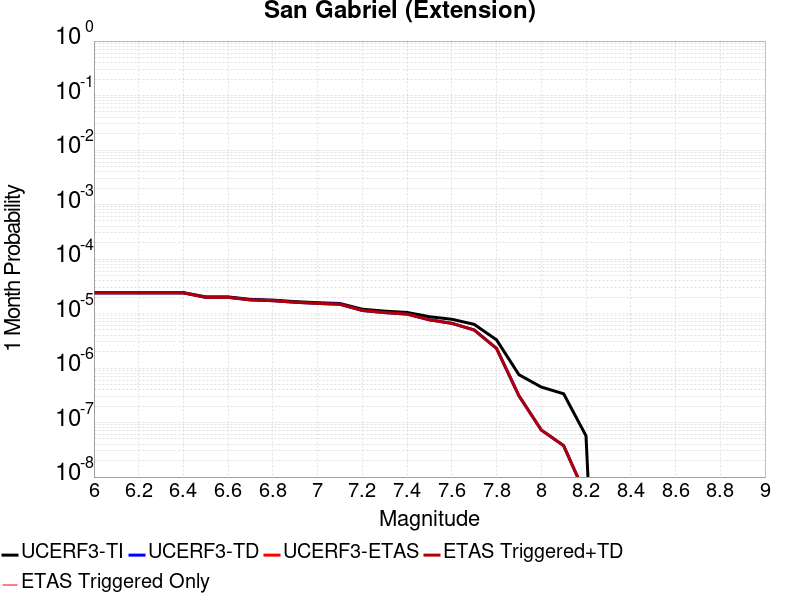 San Gabriel (Extension)
10^0
10^-1
10^-2
10^-3
10^-4
10^-5
10^-6
10^-7
10^-8
1 Month Probability
6 6.2 6.4 6.6 6.8 7 7.2 7.4 7.6 7.8 8 8.2 8.4 8.6 8.8 9
Magnitude
UCERF3-TI UCERF3-TD UCERF3-ETAS ETAS Triggered+TD
ETAS Triggered Only